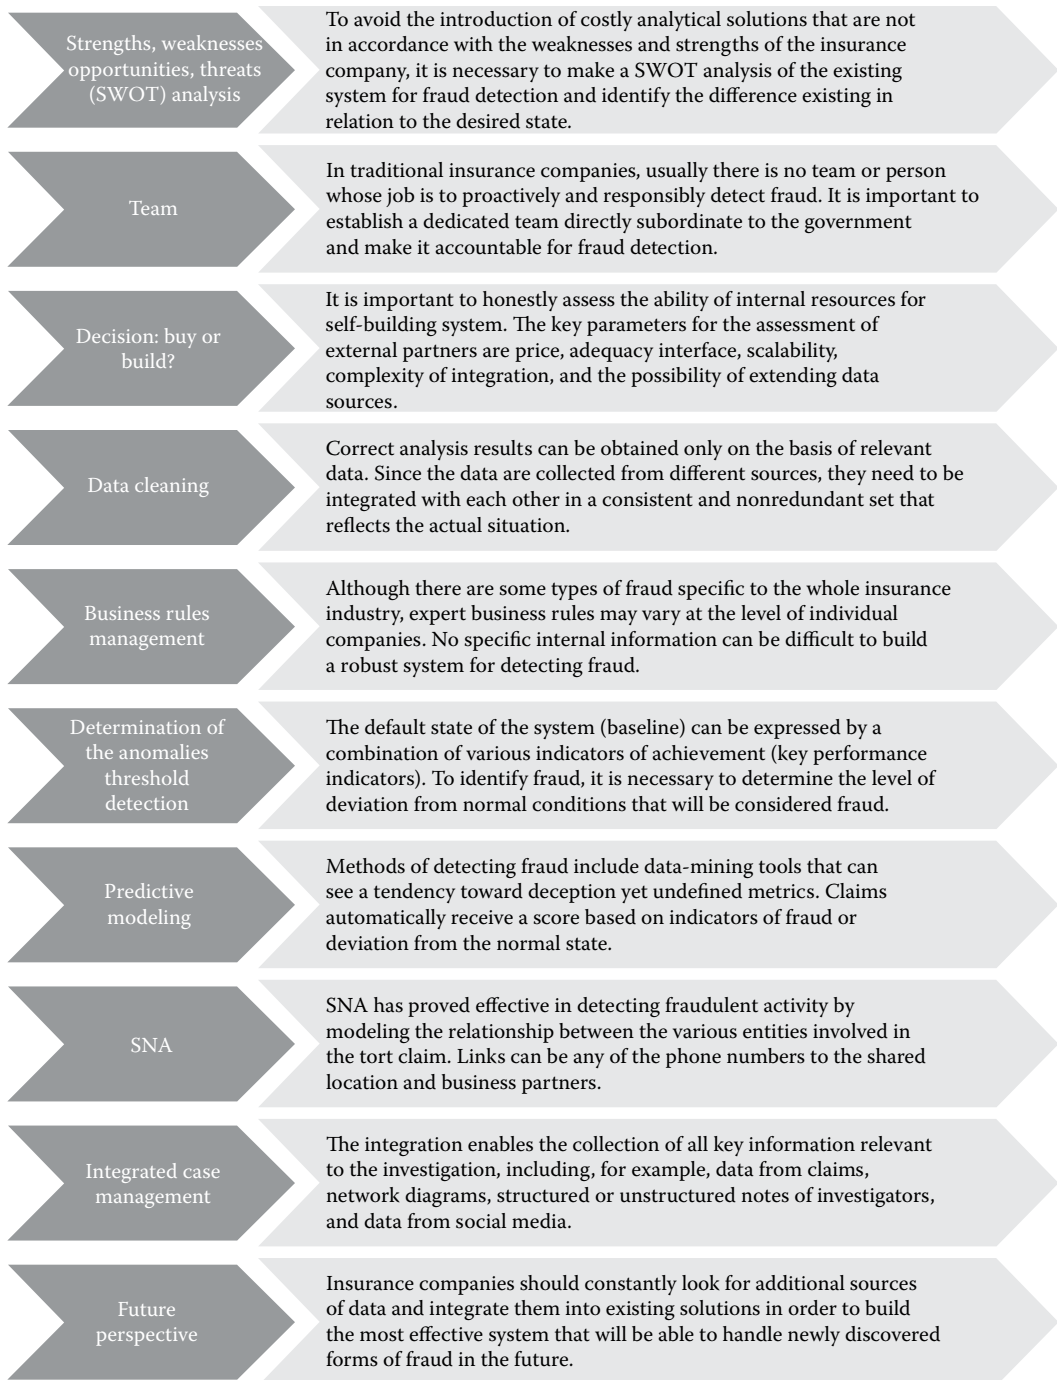 Strengths, weaknesses
opportunities, threats
(SWOT) analysis
To avoid the introduction of costly analytical solutions that are not
in accordance with the weaknesses and strengths of the insurance
company, it is necessary to make a SWOT analysis of the existing
system for fraud detection and identify the difference existing in
relation to the desired state.
Team
In traditional insurance companies, usually there is no team or person
whose job is to proactively and responsibly detect fraud. It is important to
establish a dedicated team directly subordinate to the government
and make it accountable for fraud detection.
Decision: buy or
build?
It is important to honestly assess the ability of internal resources for
self-building system. The key parameters for the assessment of
external partners are price, adequacy interface, scalability,
complexity of integration, and the possibility of extending data
sources.
Data cleaning
Correct analysis results can be obtained only on the basis of relevant
data. Since the data are collected from different sources, they need to be
integrated with each other in a consistent and nonredundant set that
reflects the actual situation.
Business rules
management
Although there are some types of fraud specific to the whole insurance
industry, expert business rules may vary at the level of individual
companies. No specific internal information can be difficult to build
a robust system for detecting fraud.
Determination of
the anomalies
threshold
detection
The default state of the system (baseline) can be expressed by a
combination of various indicators of achievement (key performance
indicators). To identify fraud, it is necessary to determine the level of
deviation from normal conditions that will be considered fraud.
Predictive
modeling
Methods of detecting fraud include data-mining tools that can
see a tendency toward deception yet undefined metrics. Claims
automatically receive a score based on indicators of fraud or
deviation from the normal state.
SNA
SNA has proved effective in detecting fraudulent activity by
modeling the relationship between the various entities involved in
the tort claim. Links can be any of the phone numbers to the shared
location and business partners.
Integrated case
management
The integration enables the collection of all key information relevant
to the investigation, including, for example, data from claims,
network diagrams, structured or unstructured notes of investigators,
and data from social media.
Future
perspective
Insurance companies should constantly look for additional sources
of data and integrate them into existing solutions in order to build
the most effective system that will be able to handle newly discovered
forms of fraud in the future.